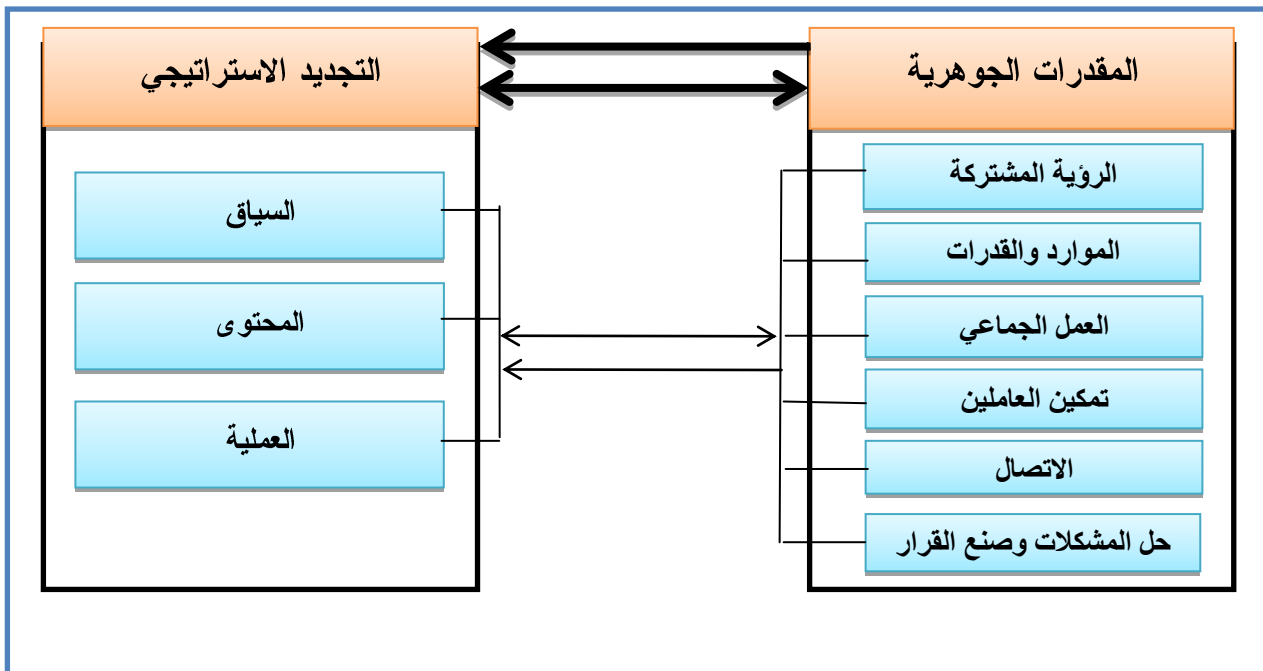 المقدرات الجوهرية
الرؤية المشتركة
الموارد والقدرات
العمل الجماعي
تمكين العاملين
الاتصال
حل المشكلات وصنع القرار
التجديد الاستراتيجي
السياق
المحتوى
العملية